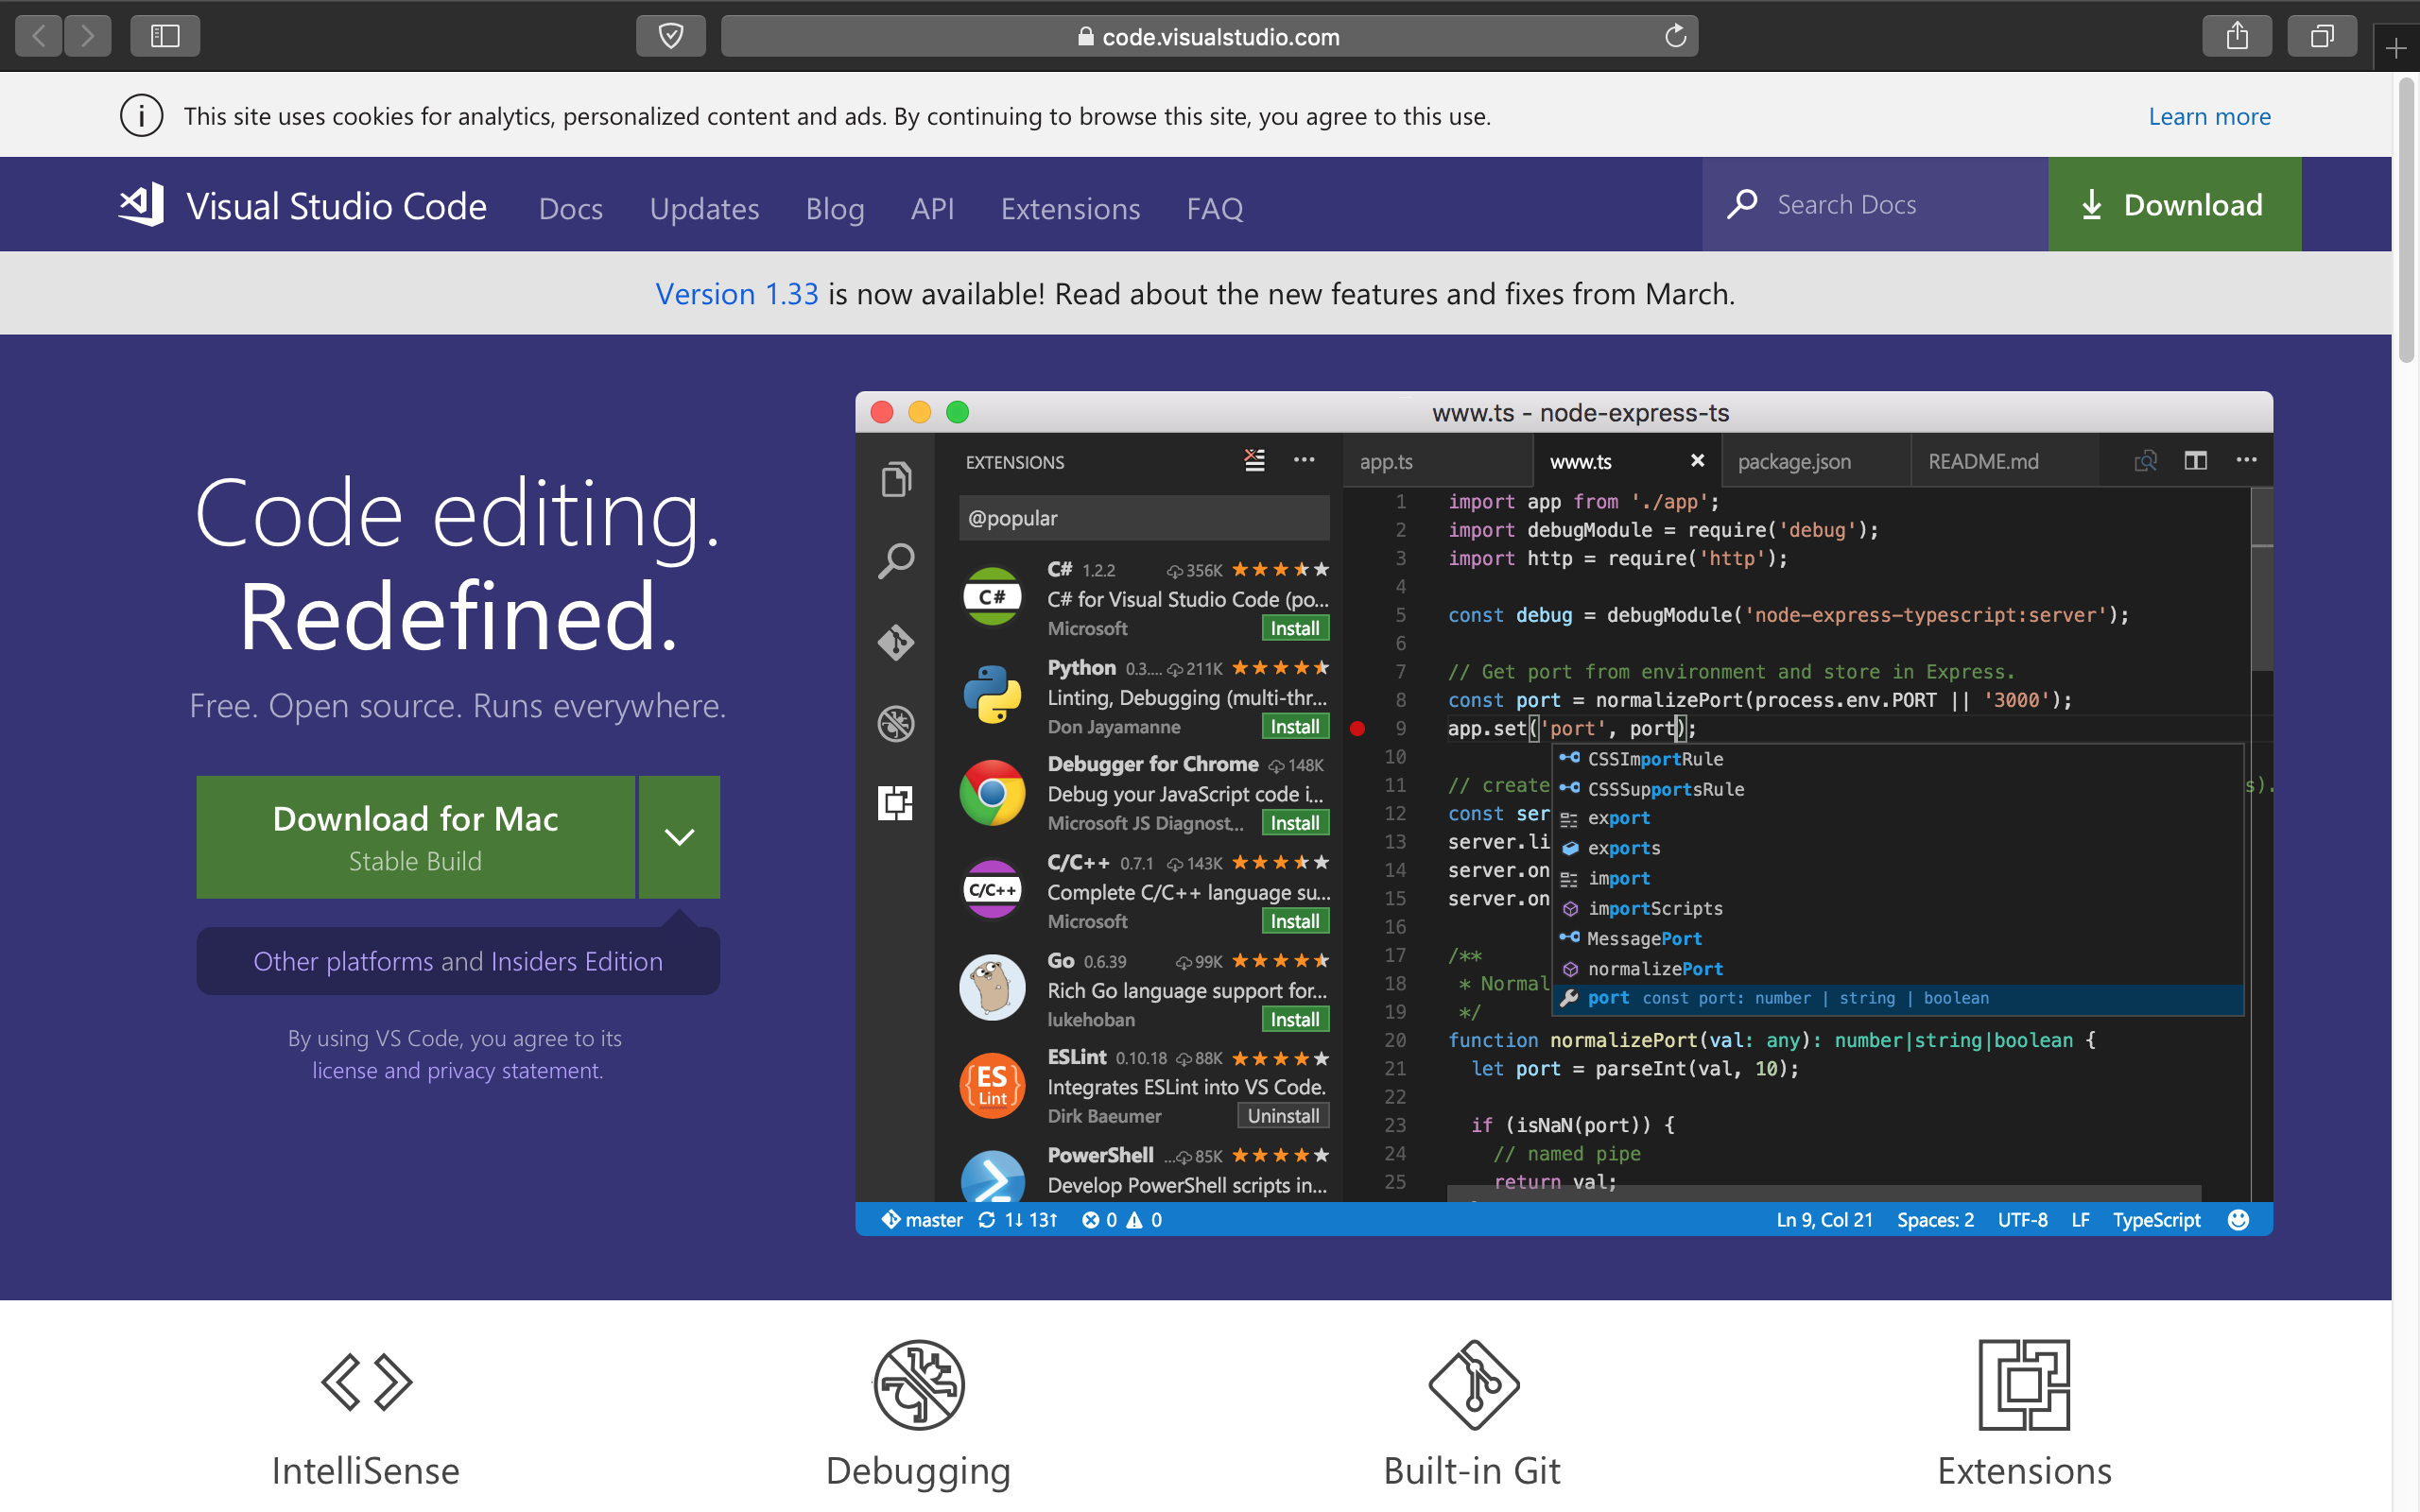 code.visualstudio.com
This site uses cookies for analytics, personalized content and ads. By continuing to browse this site, you agree to this use.
Learn more
Visual Studio Code
Docs
Updates
Blog
API
Extensions
FAQ
Search Docs
Download
Version 1.33 is now available! Read about the new features and fixes from March.
Code editing.
Redefined.
Free. Open source. Runs everywhere.
Download for Mac
Stable Build
Other platforms and Insiders Edition
By using VS Code, you agree to its
license and privacy statement.
www.ts - node-express-ts
EXTENSIONS
@popular
C# 1.2.2 356K
C#
C# for Visual Studio Code (po...
Microsoft
Install
Python 0.3.... 211K
Linting, Debugging (multi-thr...
Don Jayamanne
Install
Debugger for Chrome 148K
Debug your JavaScript code i...
Microsoft JS Diagnost...
Install
C/C++ 0.7.1 143K
C/C++
Complete C/C++ language su...
Microsoft
Install
Go 0.6.39 99K
Rich Go language support for...
lukehoban
Install
ESLint 0.10.18 88K
{ES}
Lint
Integrates ESLint into VS Code.
Dirk Baeumer
Uninstall
PowerShell ... 85K
Develop PowerShell scripts in...
app.ts
www.ts
package.json
README.md
1 import app from './app';
2 import debugModule = require('debug');
3 import http = require('http');
4
5 const debug = debugModule('node-express-typescript:server');
6
7 // Get port from environment and store in Express.
8 const port = normalizePort(process.env.PORT || '3000');
9 app.set('port', port);
10
11 // create s).
12 const ser
13 server.li
14 server.on
15 server.on
16
17 /**
18 * Normal
19 */
20 function normalizePort(val: any): number|string|boolean {
21 let port = parseInt(val, 10);
22
23 if (isNaN(port)) {
24 // named pipe
25 return val;
CSSImportRule
CSSSupportsRule
export
exports
import
importScripts
MessagePort
normalizePort
port const port: number | string | boolean
master 1↓ 13↑ 0 0
Ln 9, Col 21
Spaces: 2
UTF-8
LF
TypeScript
IntelliSense
Debugging
Built-in Git
Extensions